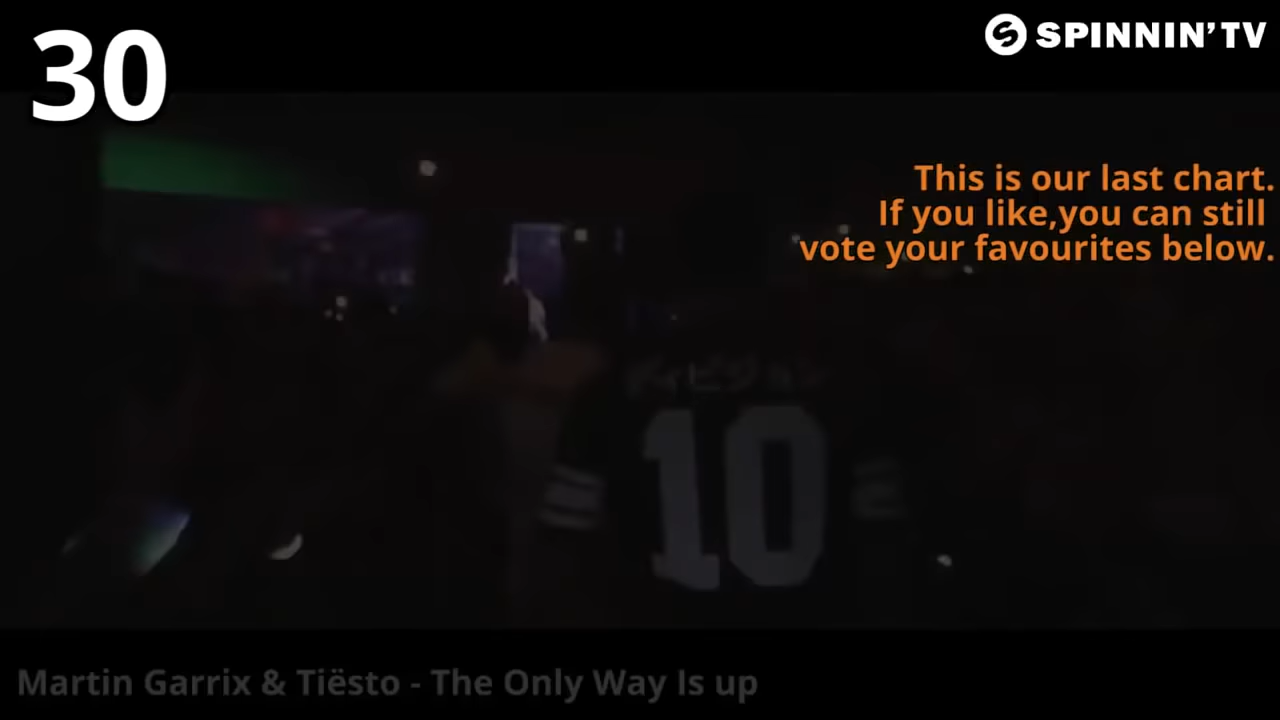 30
SPINNIN'TV
This is our last chart.
If you like,you can still
vote your favourites below.
ディビジョン
10
Martin Garrix & Tiësto - The Only Way Is up